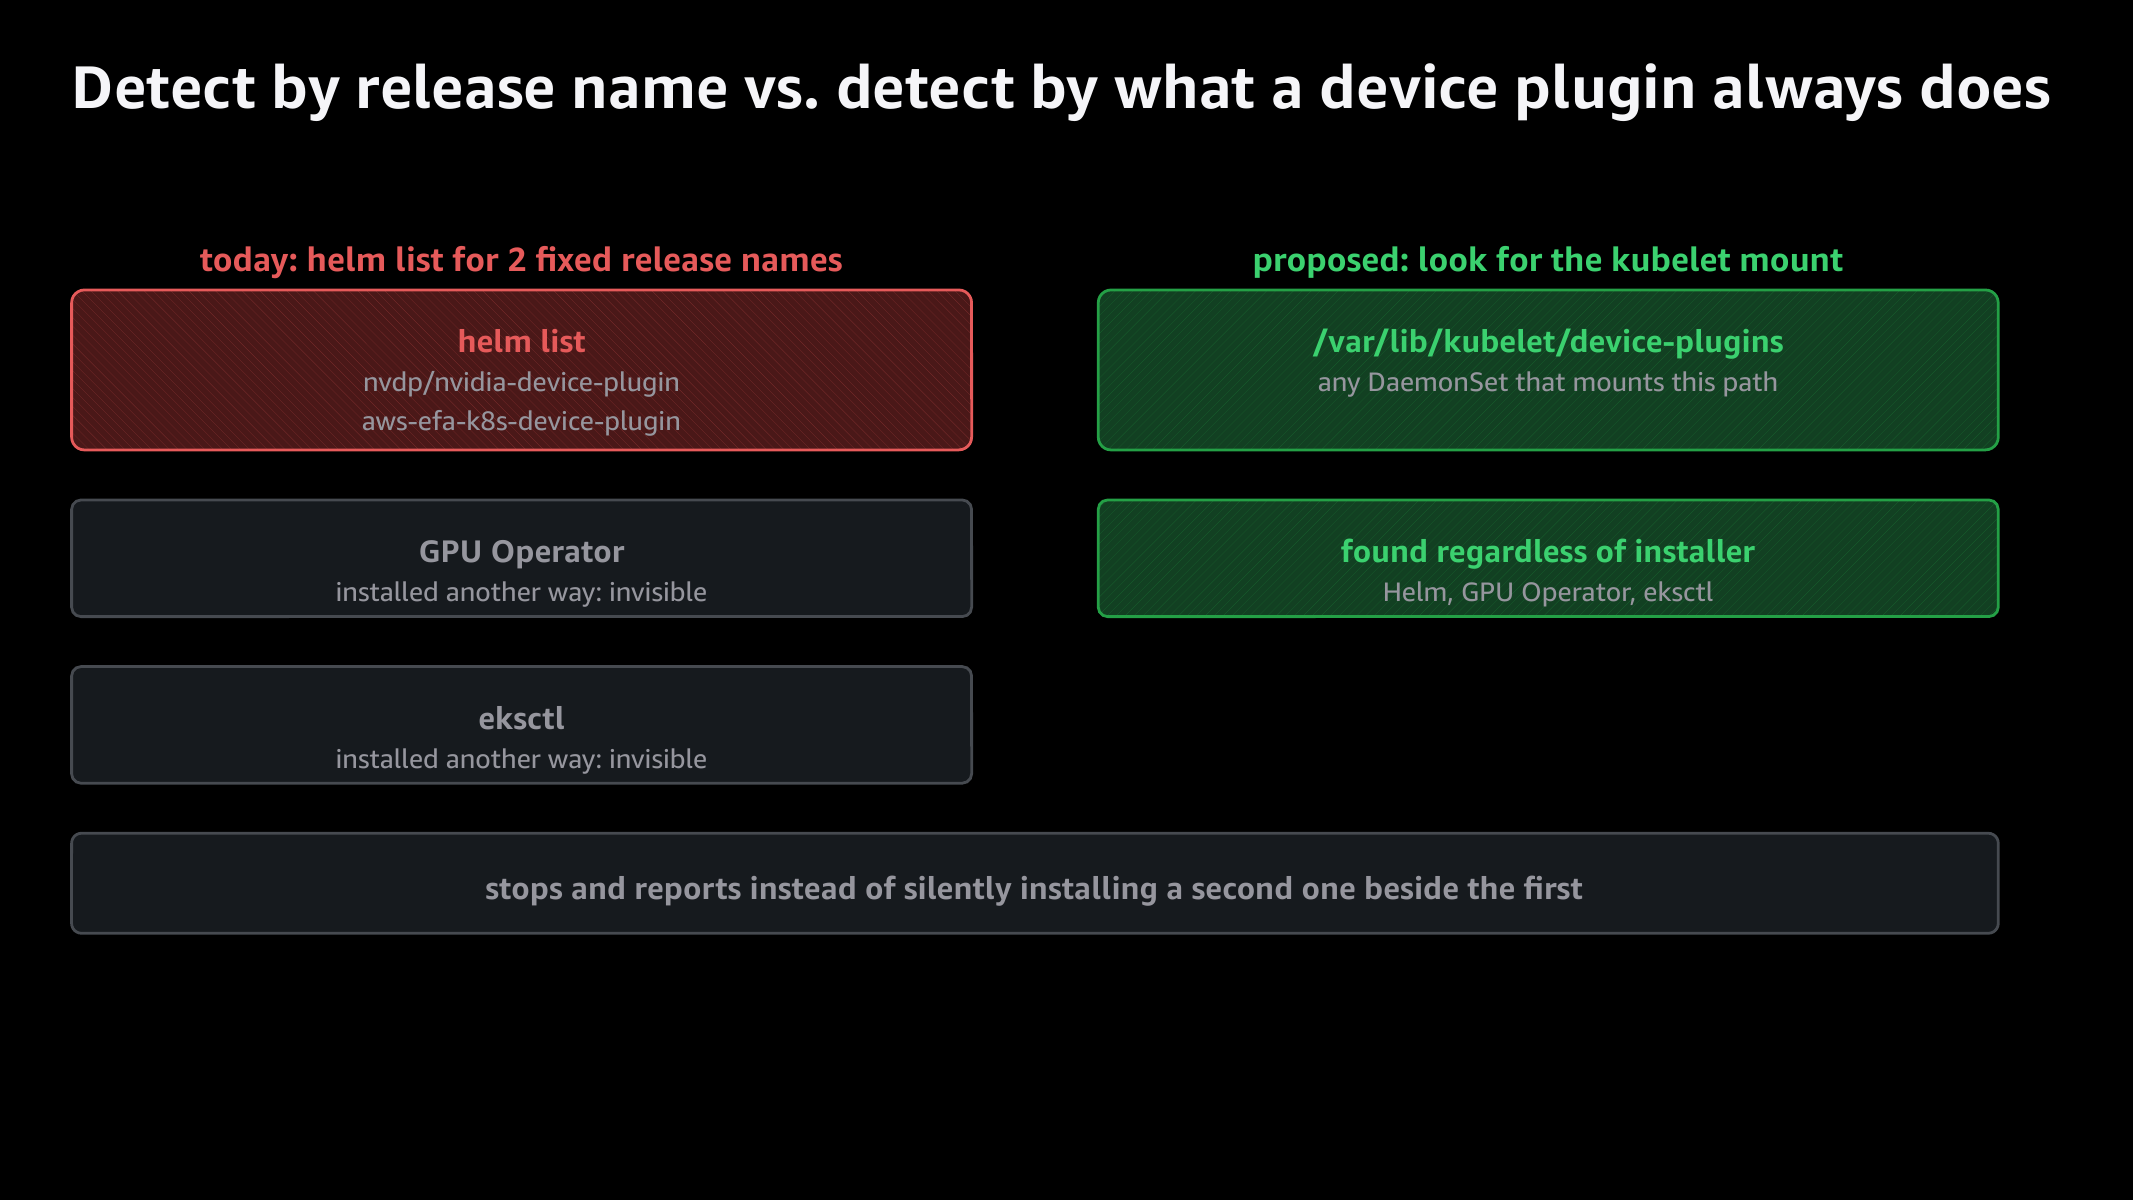 Detect by release name vs. detect by what a device plugin always does
today: helm list for 2 fixed release names
helm list
nvdp/nvidia-device-plugin
aws-efa-k8s-device-plugin
GPU Operator
installed another way: invisible
eksctl
installed another way: invisible
proposed: look for the kubelet mount
/var/lib/kubelet/device-plugins
any DaemonSet that mounts this path
found regardless of installer
Helm, GPU Operator, eksctl
stops and reports instead of silently installing a second one beside the first